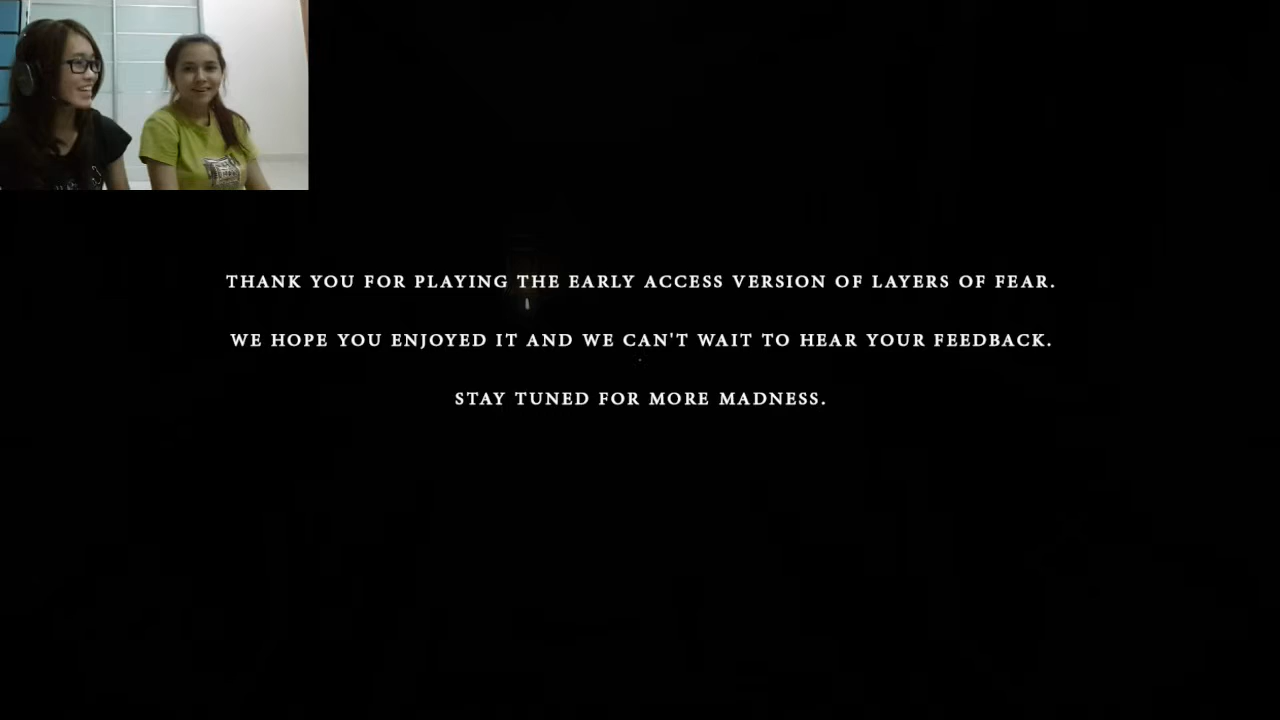 THANK YOU FOR PLAYING THE EARLY ACCESS VERSION OF LAYERS OF FEAR.
WE HOPE YOU ENJOYED IT AND WE CAN'T WAIT TO HEAR YOUR FEEDBACK.
STAY TUNED FOR MORE MADNESS.